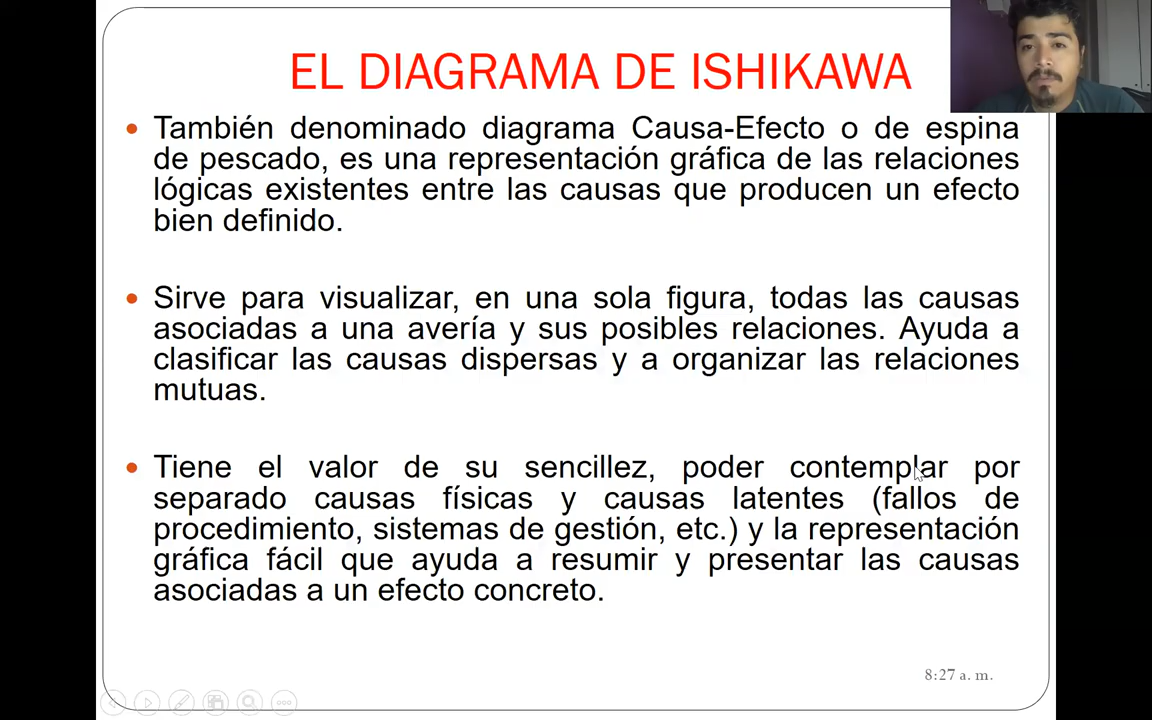 EL DIAGRAMA DE ISHIKAWA
• También denominado diagrama Causa-Efecto o de espina
de pescado, es una representación gráfica de las relaciones
lógicas existentes entre las causas que producen un efecto
bien definido.
• Sirve para visualizar, en una sola figura, todas las causas
asociadas a una avería y sus posibles relaciones. Ayuda a
clasificar las causas dispersas y a organizar las relaciones
mutuas.
• Tiene el valor de su sencillez, poder contemplar por
separado causas físicas y causas latentes (fallos de
procedimiento, sistemas de gestión, etc.) y la representación
gráfica fácil que ayuda a resumir y presentar las causas
asociadas a un efecto concreto.
8:27 a. m.